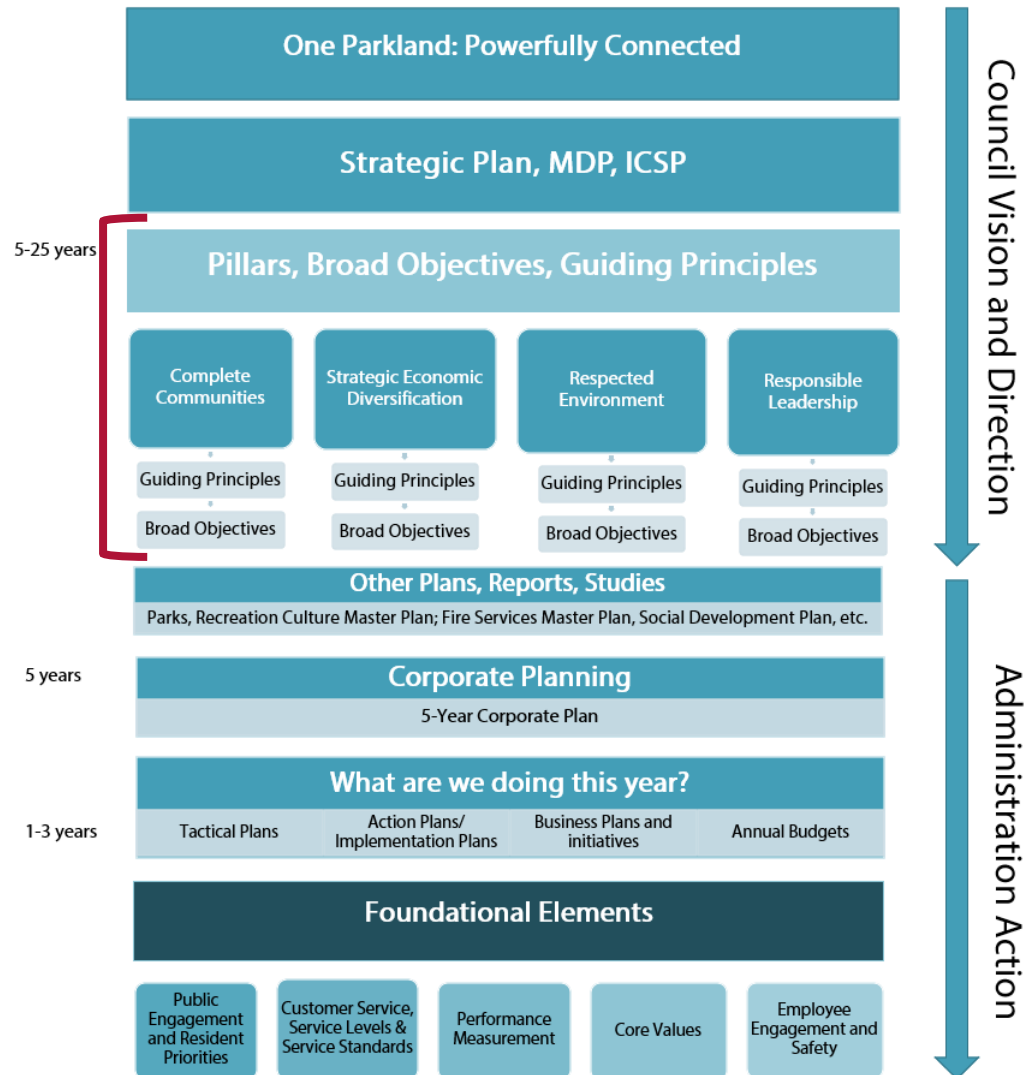 One Parkland: Powerfully Connected
Strategic Plan, MDP, ICSP
5-25 years
Pillars, Broad Objectives, Guiding Principles
Complete
Communities
Strategic Economic
Diversification
Respected
Environment
Responsible
Leadership
Guiding Principles
Guiding Principles
Guiding Principles
Guiding Principles
Broad Objectives
Broad Objectives
Broad Objectives
Broad Objectives
Council Vision and Direction
Other Plans, Reports, Studies
Parks, Recreation Culture Master Plan; Fire Services Master Plan, Social Development Plan, etc.
5 years
Corporate Planning
5-Year Corporate Plan
What are we doing this year?
1-3 years
Tactical Plans
Action Plans/
Implementation Plans
Business Plans and
initiatives
Annual Budgets
Foundational Elements
Public
Engagement
and Resident
Priorities
Customer Service,
Service Levels &
Service Standards
Performance
Measurement
Core Values
Employee
Engagement and
Safety
Administration Action